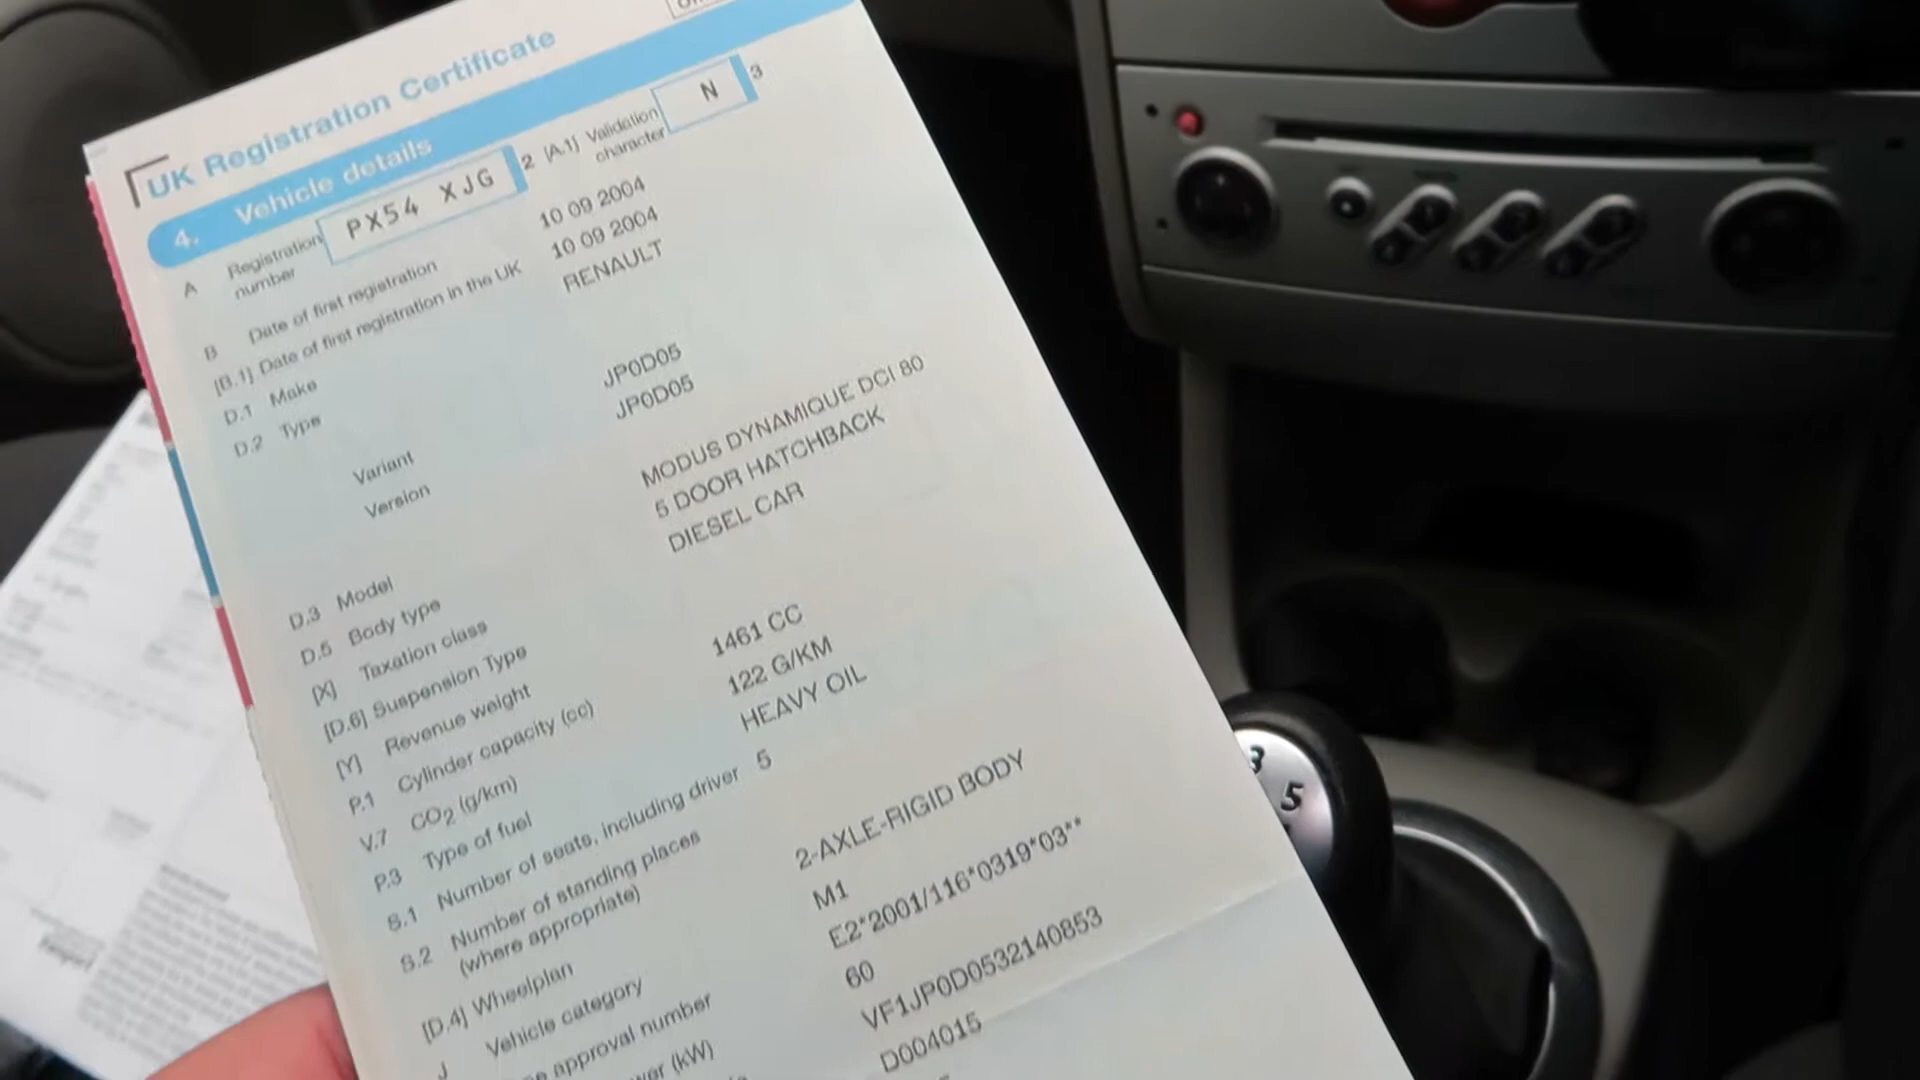 UK Registration Certificate
4. Vehicle details
A Registration number PX54 XJG 2 [A.1] Validation character N 3
B Date of first registration 10 09 2004
[B.1] Date of first registration in the UK 10 09 2004
D.1 Make RENAULT
D.2 Type
Variant JP0D05
Version JP0D05
D.3 Model MODUS DYNAMIQUE DCI 80
D.5 Body type 5 DOOR HATCHBACK
[X] Taxation class DIESEL CAR
[D.6] Suspension Type
[Y] Revenue weight
P.1 Cylinder capacity (cc) 1461 CC
V.7 CO2 (g/km) 122 G/KM
P.3 Type of fuel HEAVY OIL
S.1 Number of seats, including driver 5
S.2 Number of standing places
(where appropriate)
[D.4] Wheelplan 2-AXLE-RIGID BODY
J Vehicle category M1
approval number E2*2001/116*0319*03**
(kW) 60
VF1JP0D0532140853
D004015
3
5